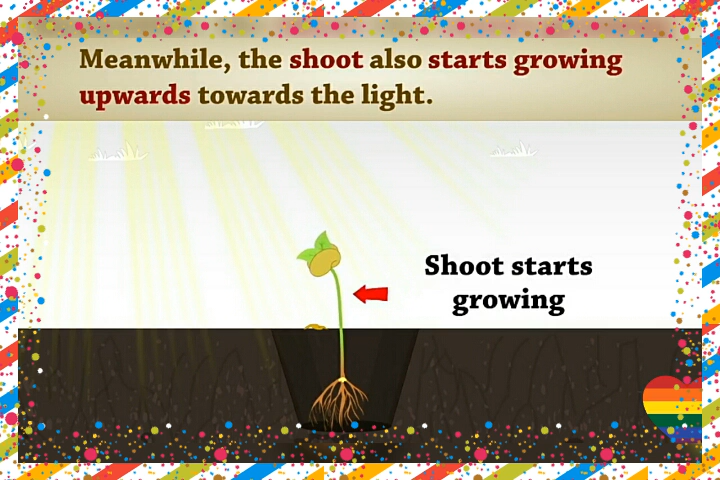 Meanwhile, the shoot also starts growing
upwards towards the light.
Shoot starts
growing